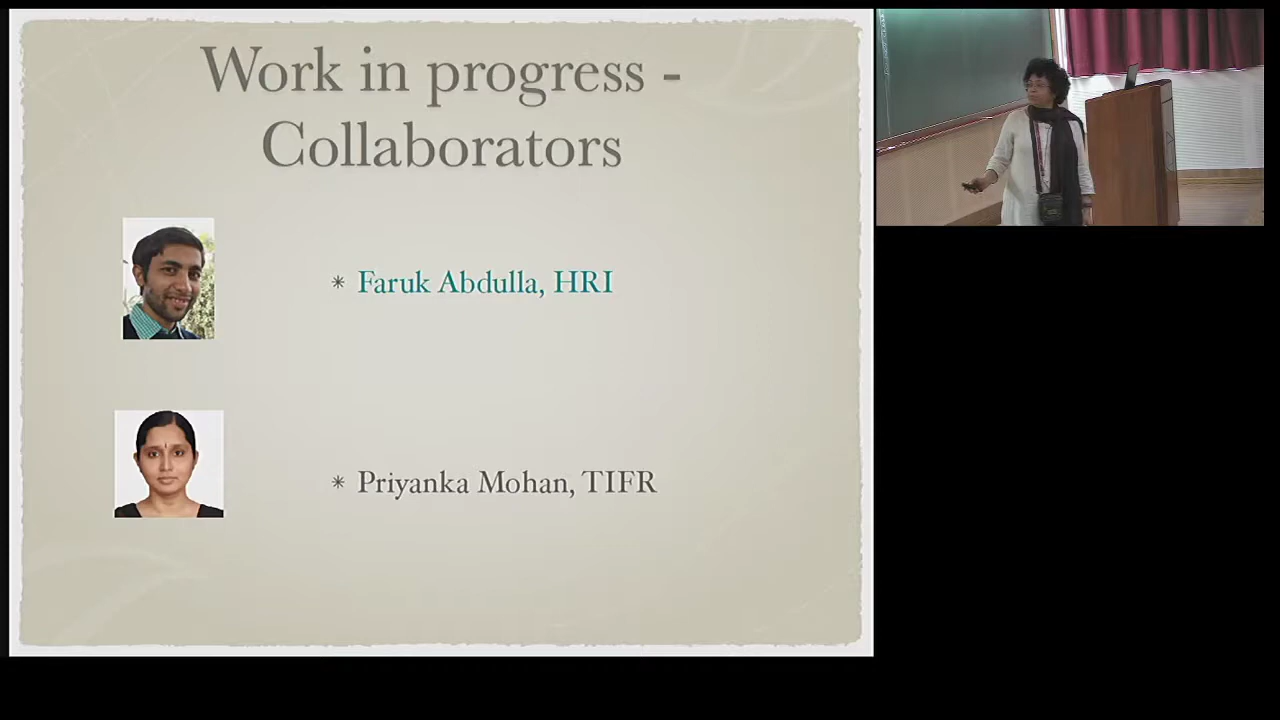 Work in progress -
Collaborators
* Faruk Abdulla, HRI
* Priyanka Mohan, TIFR